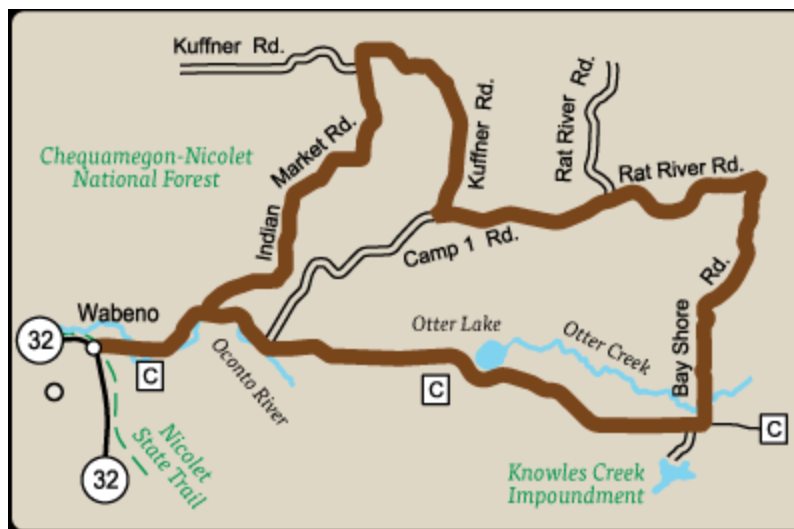 Kuffner Rd.
Chequamegon-Nicolet
National Forest
Indian Market Rd.
Kuffner Rd.
Rat River Rd.
Rat River Rd.
Camp 1 Rd.
Wabeno
32
C
Oconto River
Otter Lake
Otter Creek
Bay Shore Rd.
C
C
Nicolet
State Trail
32
Knowles Creek
Impoundment